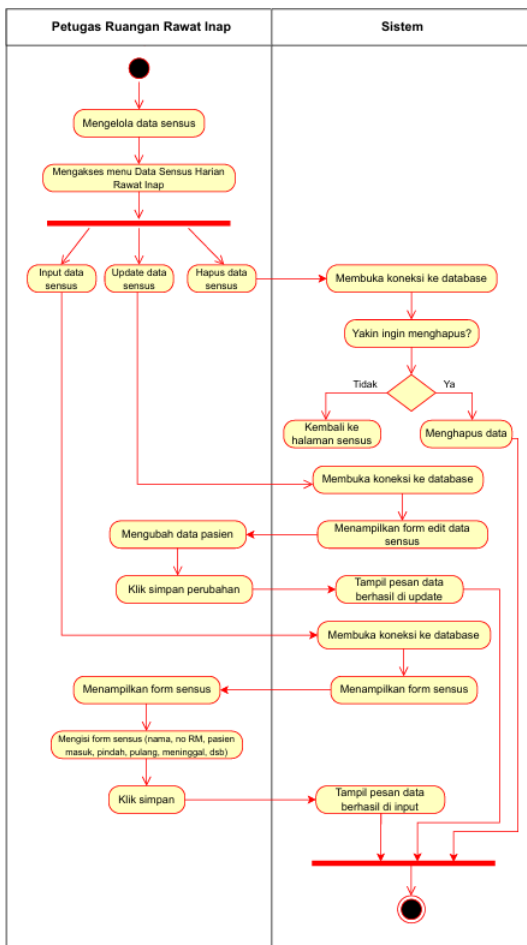 Petugas Ruangan Rawat Inap
Sistem
Mengelola data sensus
Mengakses menu Data Sensus Harian
Rawat Inap
Input data
sensus
Update data
sensus
Hapus data
sensus
Membuka koneksi ke database
Yakin ingin menghapus?
Tidak
Ya
Kembali ke
halaman sensus
Menghapus data
Membuka koneksi ke database
Menampilkan form edit data
sensus
Mengubah data pasien
Klik simpan perubahan
Tampil pesan data
berhasil di update
Membuka koneksi ke database
Menampilkan form sensus
Menampilkan form sensus
Mengisi form sensus (nama, no RM, pasien
masuk, pindah, pulang, meninggal, dsb)
Klik simpan
Tampil pesan data
berhasil di input